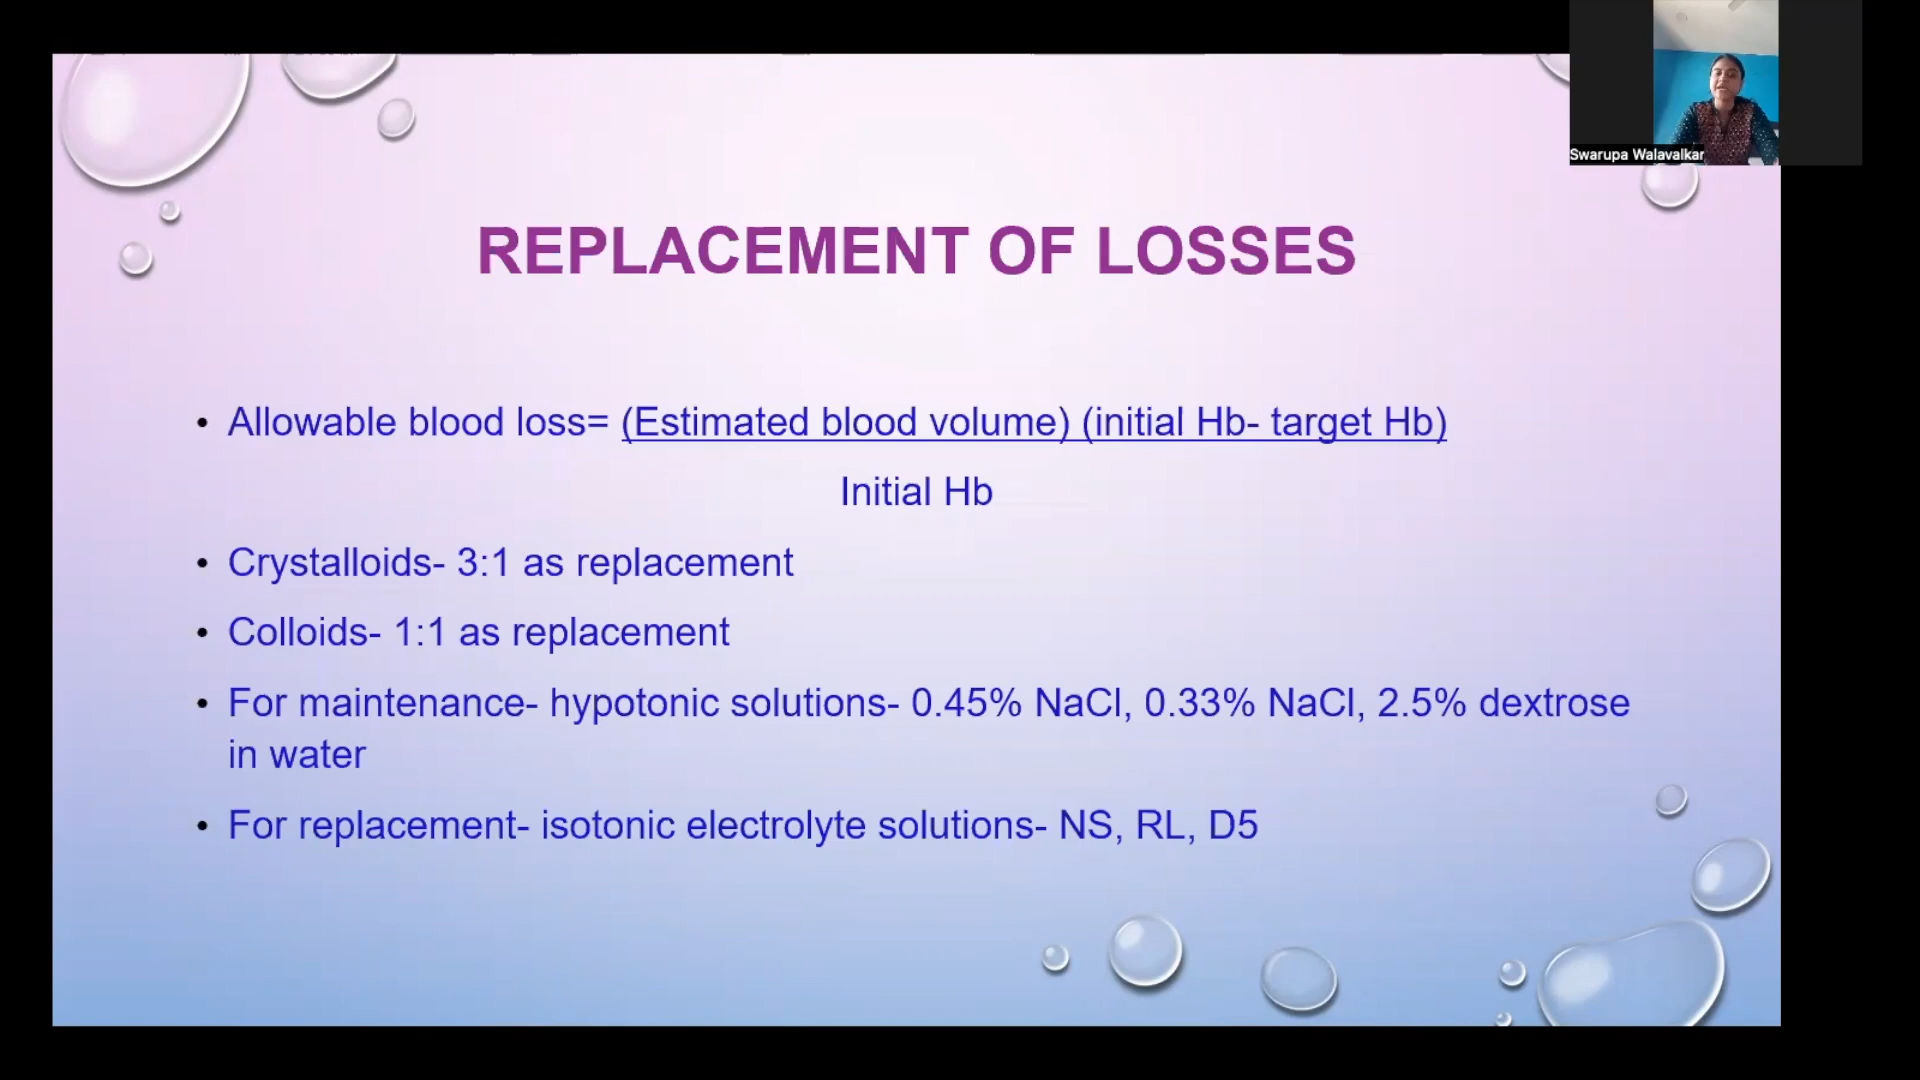 Swarupa Walavalkar
REPLACEMENT OF LOSSES
• Allowable blood loss= (Estimated blood volume) (initial Hb- target Hb)
Initial Hb
• Crystalloids- 3:1 as replacement
• Colloids- 1:1 as replacement
• For maintenance- hypotonic solutions- 0.45% NaCl, 0.33% NaCl, 2.5% dextrose
in water
• For replacement- isotonic electrolyte solutions- NS, RL, D5